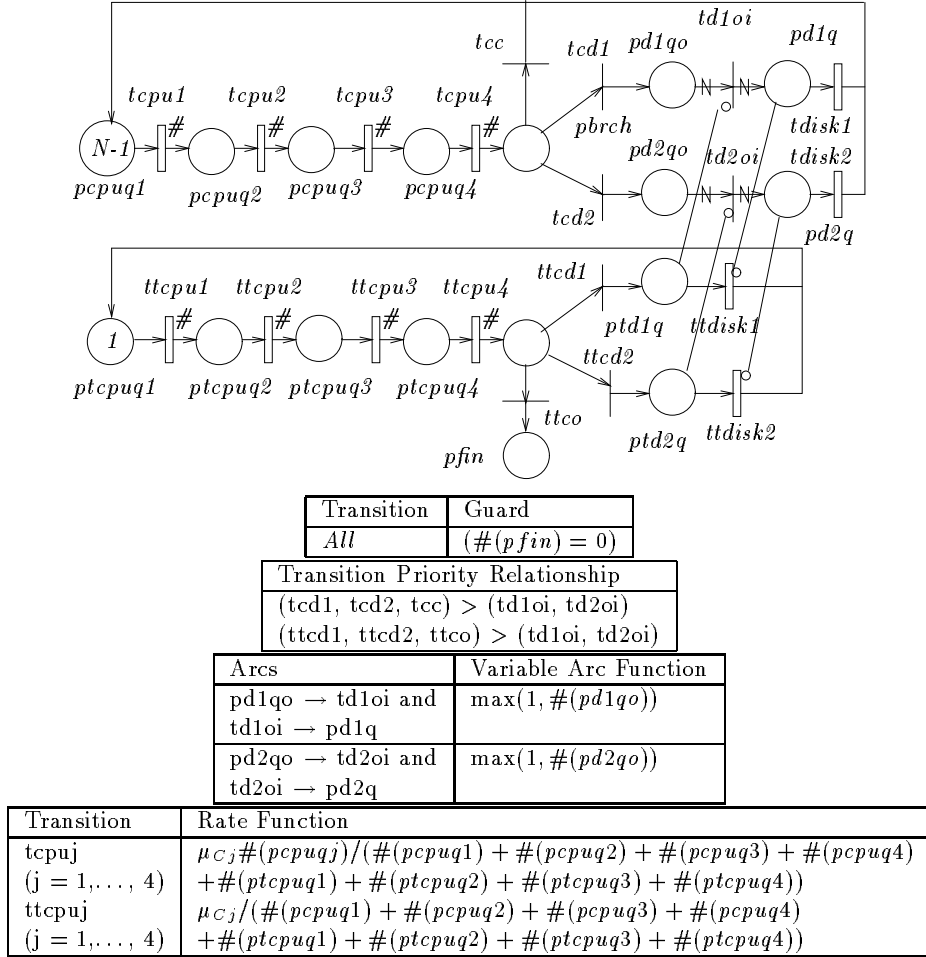 td1oi
tcc
tcd1
pd1qo
pd1q
N
N
tcpu1
tcpu2
tcpu3
tcpu4
#
#
#
#
pbrch
tdisk1
N-1
pd2qo
td2oi
tdisk2
pcpuq1
pcpuq2
pcpuq3
pcpuq4
N
N
tcd2
pd2q
ttcd1
ttcpu1
ttcpu2
ttcpu3
ttcpu4
#
#
#
#
ptd1q
ttdisk1
1
ttcd2
ptcpuq1
ptcpuq2
ptcpuq3
ptcpuq4
ttco
ptd2q
ttdisk2
pfin
Transition Guard
All (#(pfin) = 0)
Transition Priority Relationship
(tcd1, tcd2, tcc) > (td1oi, td2oi)
(ttcd1, ttcd2, ttco) > (td1oi, td2oi)
Arcs Variable Arc Function
pd1qo → td1oi and max(1, #(pd1qo))
td1oi → pd1q
pd2qo → td2oi and max(1, #(pd2qo))
td2oi → pd2q
Transition Rate Function
tcpuj μCj#(pcpuqj)/(#(pcpuq1) + #(pcpuq2) + #(pcpuq3) + #(pcpuq4)
(j = 1,..., 4) +#(ptcpuq1) + #(ptcpuq2) + #(ptcpuq3) + #(ptcpuq4))
ttcpuj μCj/(#(pcpuq1) + #(pcpuq2) + #(pcpuq3) + #(pcpuq4)
(j = 1,..., 4) +#(ptcpuq1) + #(ptcpuq2) + #(ptcpuq3) + #(ptcpuq4))